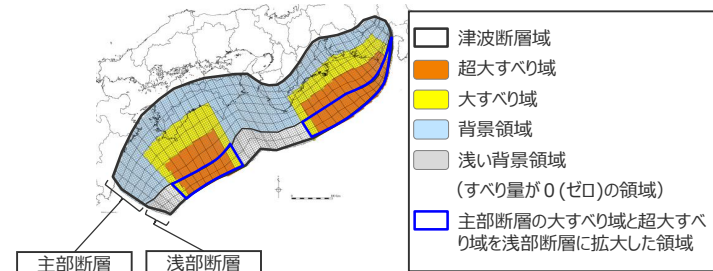 津波断層域
超大すべり域
大すべり域
背景領域
浅い背景領域
(すべり量が０(ゼロ)の領域)
主部断層の大すべり域と超大すべ
り域を浅部断層に拡大した領域
主部断層
浅部断層